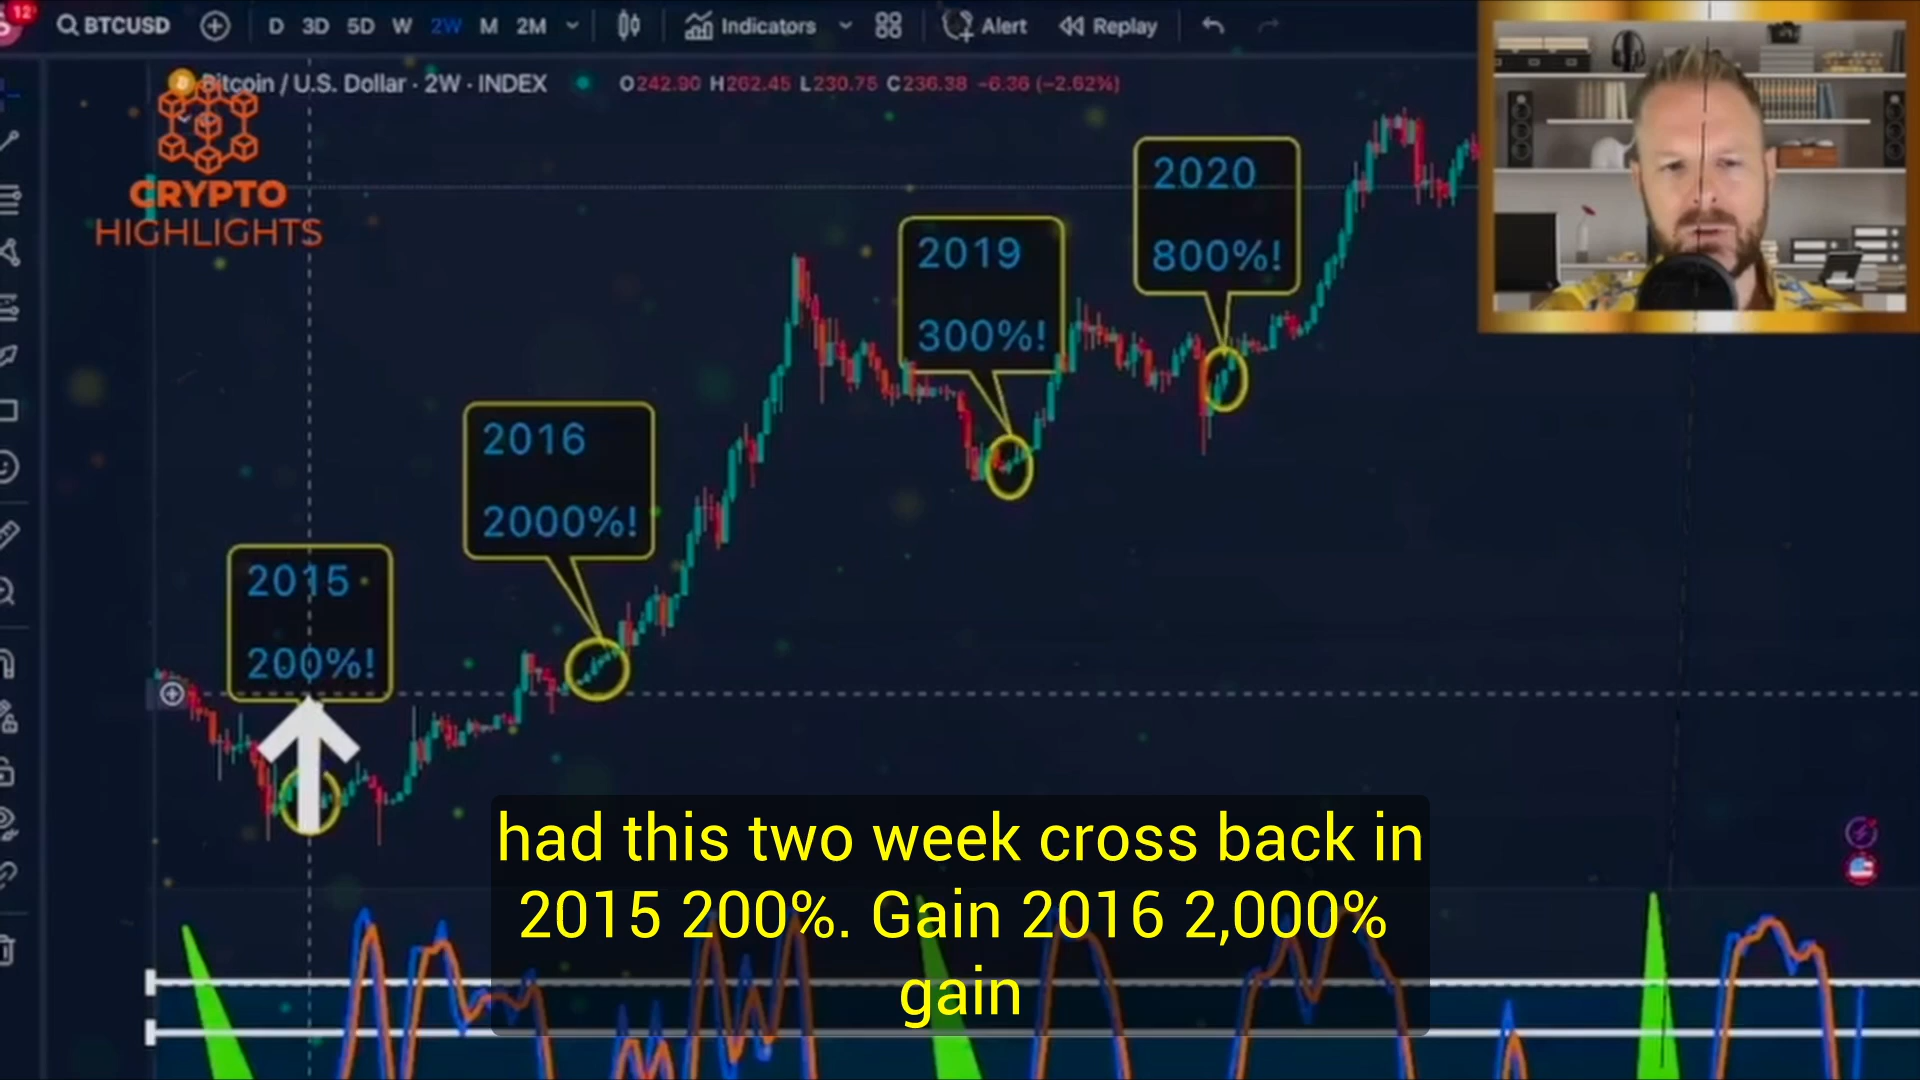 12
BTCUSD
D 3D 5D W 2W M 2M
Indicators
Alert
Replay
Bitcoin / U.S. Dollar · 2W · INDEX
O242.90 H262.45 L230.75 C236.38 −6.36 (−2.62%)
CRYPTO
HIGHLIGHTS
2020
800%!
2019
300%!
2016
2000%!
2015
200%!
had this two week cross back in
2015 200%. Gain 2016 2,000%
gain